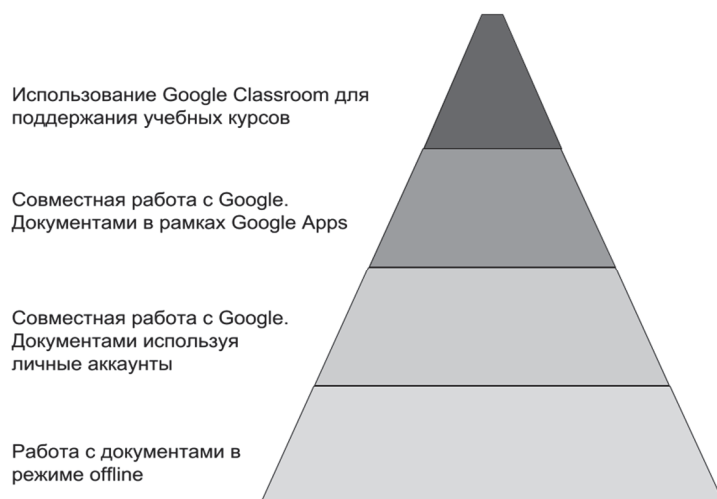 Использование Google Classroom для
поддержания учебных курсов
Совместная работа с Google.
Документами в рамках Google Apps
Совместная работа с Google.
Документами используя
личные аккаунты
Работа с документами в
режиме offline